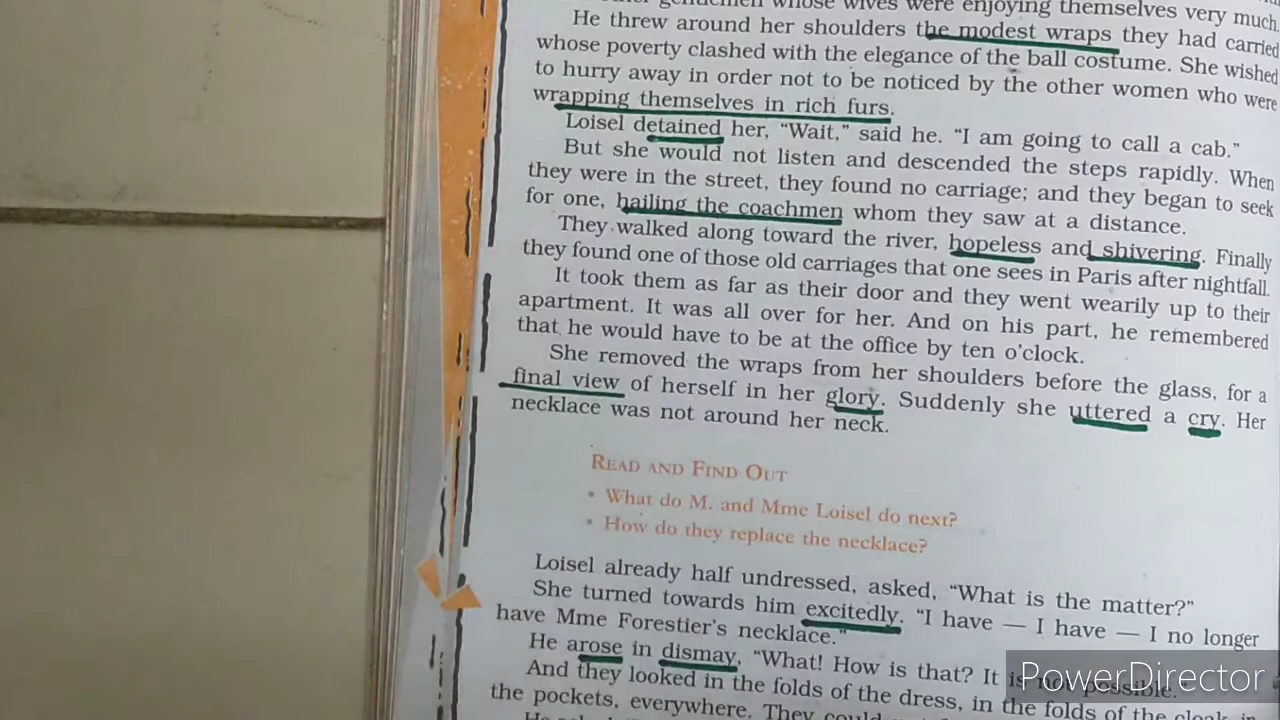 gentlemen whose wives were enjoying themselves very much.
He threw around her shoulders the modest wraps they had carried
whose poverty clashed with the elegance of the ball costume. She wished
to hurry away in order not to be noticed by the other women who were
wrapping themselves in rich furs.
Loisel detained her, “Wait,” said he. “I am going to call a cab.”
But she would not listen and descended the steps rapidly. When
they were in the street, they found no carriage; and they began to seek
for one, hailing the coachmen whom they saw at a distance.
They walked along toward the river, hopeless and shivering. Finally
they found one of those old carriages that one sees in Paris after nightfall.
It took them as far as their door and they went wearily up to their
apartment. It was all over for her. And on his part, he remembered
that he would have to be at the office by ten o’clock.
She removed the wraps from her shoulders before the glass, for a
final view of herself in her glory. Suddenly she uttered a cry. Her
necklace was not around her neck.
READ AND FIND OUT
• What do M. and Mme Loisel do next?
• How do they replace the necklace?
Loisel already half undressed, asked, “What is the matter?”
She turned towards him excitedly. “I have — I have — I no longer
have Mme Forestier’s necklace.”
He arose in dismay, “What! How is that? It is not possible.”
And they looked in the folds of the dress, in the folds of the cloak, in
the pockets, everywhere. They could
PowerDirector